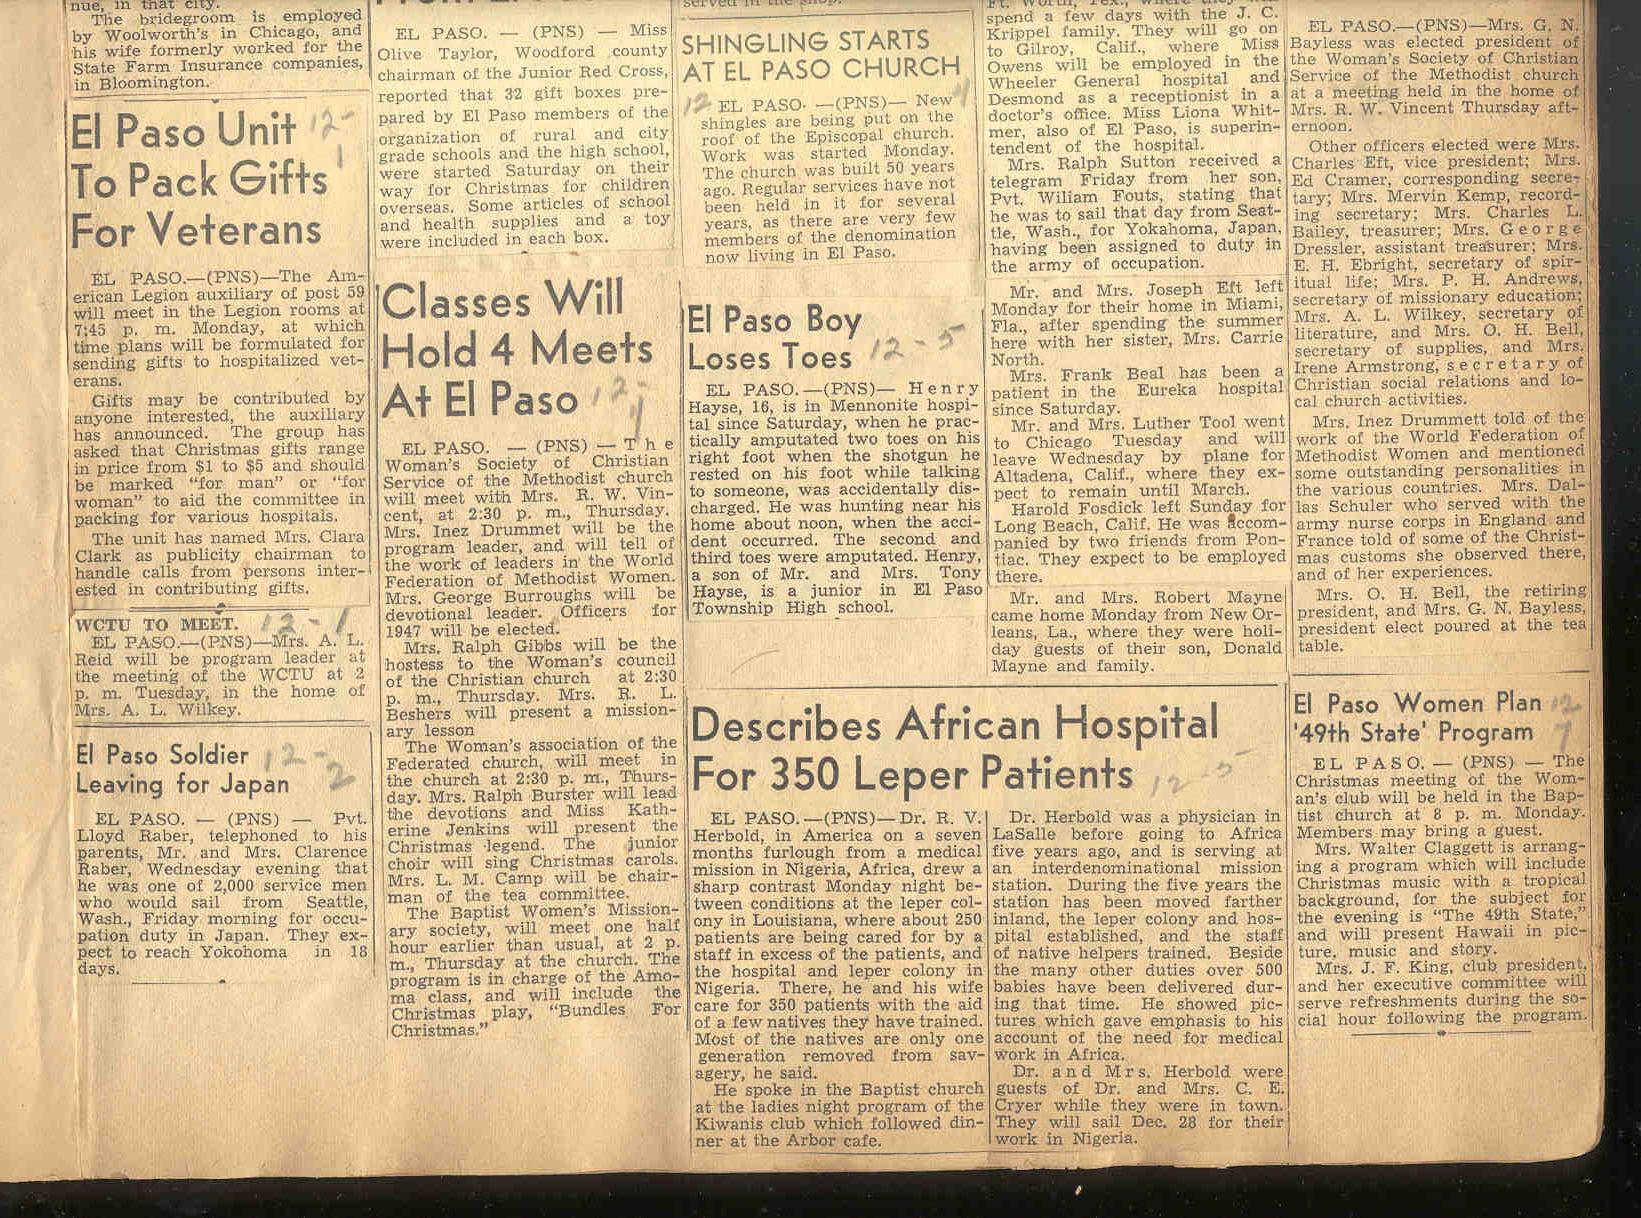 nue, in that city.
The bridegroom is employed
by Woolworth's in Chicago, and
his wife formerly worked for the
State Farm Insurance companies,
in Bloomington.
El Paso Unit 12-
To Pack Gifts 1
For Veterans
EL PASO.—(PNS)—The Am-
erican Legion auxiliary of post 59
will meet in the Legion rooms at
7:45 p. m. Monday, at which
time plans will be formulated for
sending gifts to hospitalized vet-
erans.
Gifts may be contributed by
anyone interested, the auxiliary
has announced. The group has
asked that Christmas gifts range
in price from $1 to $5 and should
be marked "for man" or "for
woman" to aid the committee in
packing for various hospitals.
The unit has named Mrs. Clara
Clark as publicity chairman to
handle calls from persons inter-
ested in contributing gifts.
WCTU TO MEET. 12-1
EL PASO.—(PNS)—Mrs. A. L.
Reid will be program leader at
the meeting of the WCTU at 2
p. m. Tuesday, in the home of
Mrs. A. L. Wilkey.
El Paso Soldier 12-
Leaving for Japan 2
EL PASO. — (PNS) — Pvt.
Lloyd Raber, telephoned to his
parents, Mr. and Mrs. Clarence
Raber, Wednesday evening that
he was one of 2,000 service men
who would sail from Seattle,
Wash., Friday morning for occu-
pation duty in Japan. They ex-
pect to reach Yokohoma in 18
days.
EL PASO. — (PNS) — Miss
Olive Taylor, Woodford county
chairman of the Junior Red Cross,
reported that 32 gift boxes pre-
pared by El Paso members of the
organization of rural and city
grade schools and the high school,
were started Saturday on their
way for Christmas for children
overseas. Some articles of school
and health supplies and a toy
were included in each box.
Classes Will
Hold 4 Meets
At El Paso 12-
EL PASO. — (PNS) — The
Woman's Society of Christian
Service of the Methodist church
will meet with Mrs. R. W. Vin-
cent, at 2:30 p. m., Thursday.
Mrs. Inez Drummet will be the
program leader, and will tell of
the work of leaders in the World
Federation of Methodist Women.
Mrs. George Burroughs will be
devotional leader. Officers for
1947 will be elected.
Mrs. Ralph Gibbs will be the
hostess to the Woman's council
of the Christian church at 2:30
p. m., Thursday. Mrs. R. L.
Beshers will present a mission-
ary lesson
The Woman's association of the
Federated church, will meet in
the church at 2:30 p. m., Thurs-
day. Mrs. Ralph Burster will lead
the devotions and Miss Kath-
erine Jenkins will present the
Christmas legend. The junior
choir will sing Christmas carols.
Mrs. L. M. Camp will be chair-
man of the tea committee.
The Baptist Women's Mission-
ary society, will meet one half
hour earlier than usual, at 2 p.
m., Thursday at the church. The
program is in charge of the Amo-
ma class, and will include the
Christmas play, "Bundles For
Christmas."
served in the shop.
SHINGLING STARTS
AT EL PASO CHURCH
12 EL PASO. —(PNS)— New
shingles are being put on the
roof of the Episcopal church.
Work was started Monday.
The church was built 50 years
ago. Regular services have not
been held in it for several
years, as there are very few
members of the denomination
now living in El Paso.
El Paso Boy
Loses Toes 12-5
EL PASO.—(PNS)— Henry
Hayse, 16, is in Mennonite hospi-
tal since Saturday, when he prac-
tically amputated two toes on his
right foot when the shotgun he
rested on his foot while talking
to someone, was accidentally dis-
charged. He was hunting near his
home about noon, when the acci-
dent occurred. The second and
third toes were amputated. Henry,
a son of Mr. and Mrs. Tony
Hayse, is a junior in El Paso
Township High school.
Ft. Worth, Tex., where they will
spend a few days with the J. C.
Krippel family. They will go on
to Gilroy, Calif., where Miss
Owens will be employed in the
Wheeler General hospital and
Desmond as a receptionist in a
doctor's office. Miss Liona Whit-
mer, also of El Paso, is superin-
tendent of the hospital.
Mrs. Ralph Sutton received a
telegram Friday from her son,
Pvt. Wiliam Fouts, stating that
he was to sail that day from Seat-
tle, Wash., for Yokahoma, Japan,
having been assigned to duty in
the army of occupation.
Mr. and Mrs. Joseph Eft left
Monday for their home in Miami,
Fla., after spending the summer
here with her sister, Mrs. Carrie
North.
Mrs. Frank Beal has been a
patient in the Eureka hospital
since Saturday.
Mr. and Mrs. Luther Tool went
to Chicago Tuesday and will
leave Wednesday by plane for
Altadena, Calif., where they ex-
pect to remain until March.
Harold Fosdick left Sunday for
Long Beach, Calif. He was accom-
panied by two friends from Pon-
tiac. They expect to be employed
there.
Mr. and Mrs. Robert Mayne
came home Monday from New Or-
leans, La., where they were holi-
day guests of their son, Donald
Mayne and family.
Describes African Hospital
For 350 Leper Patients 12-5
EL PASO.—(PNS)—Dr. R. V.
Herbold, in America on a seven
months furlough from a medical
mission in Nigeria, Africa, drew a
sharp contrast Monday night be-
tween conditions at the leper col-
ony in Louisiana, where about 250
patients are being cared for by a
staff in excess of the patients, and
the hospital and leper colony in
Nigeria. There, he and his wife
care for 350 patients with the aid
of a few natives they have trained.
Most of the natives are only one
generation removed from sav-
agery, he said.
He spoke in the Baptist church
at the ladies night program of the
Kiwanis club which followed din-
ner at the Arbor cafe.
Dr. Herbold was a physician in
LaSalle before going to Africa
five years ago, and is serving at
an interdenominational mission
station. During the five years the
station has been moved farther
inland, the leper colony and hos-
pital established, and the staff
of native helpers trained. Beside
the many other duties over 500
babies have been delivered dur-
ing that time. He showed pic-
tures which gave emphasis to his
account of the need for medical
work in Africa.
Dr. and Mrs. Herbold were
guests of Dr. and Mrs. C. E.
Cryer while they were in town.
They will sail Dec. 28 for their
work in Nigeria.
EL PASO.—(PNS)—Mrs. G. N.
Bayless was elected president of
the Woman's Society of Christian
Service of the Methodist church
at a meeting held in the home of
Mrs. R. W. Vincent Thursday aft-
ernoon.
Other officers elected were Mrs.
Charles Eft, vice president; Mrs.
Ed Cramer, corresponding secre-
tary; Mrs. Mervin Kemp, record-
ing secretary; Mrs. Charles L.
Bailey, treasurer; Mrs. George
Dressler, assistant treasurer; Mrs.
E. H. Ebright, secretary of spir-
itual life; Mrs. P. H. Andrews,
secretary of missionary education;
Mrs. A. L. Wilkey, secretary of
literature, and Mrs. O. H. Bell,
secretary of supplies, and Mrs.
Irene Armstrong, secretary of
Christian social relations and lo-
cal church activities.
Mrs. Inez Drummett told of the
work of the World Federation of
Methodist Women and mentioned
some outstanding personalities in
the various countries. Mrs. Dal-
las Schuler who served with the
army nurse corps in England and
France told of some of the Christ-
mas customs she observed there,
and of her experiences.
Mrs. O. H. Bell, the retiring
president, and Mrs. G. N. Bayless,
president elect poured at the tea
table.
El Paso Women Plan 12
'49th State' Program 7
EL PASO. — (PNS) — The
Christmas meeting of the Wom-
an's club will be held in the Bap-
tist church at 8 p. m. Monday.
Members may bring a guest.
Mrs. Walter Claggett is arrang-
ing a program which will include
Christmas music with a tropical
background, for the subject for
the evening is "The 49th State,"
and will present Hawaii in pic-
ture, music and story.
Mrs. J. F. King, club president,
and her executive committee will
serve refreshments during the so-
cial hour following the program.